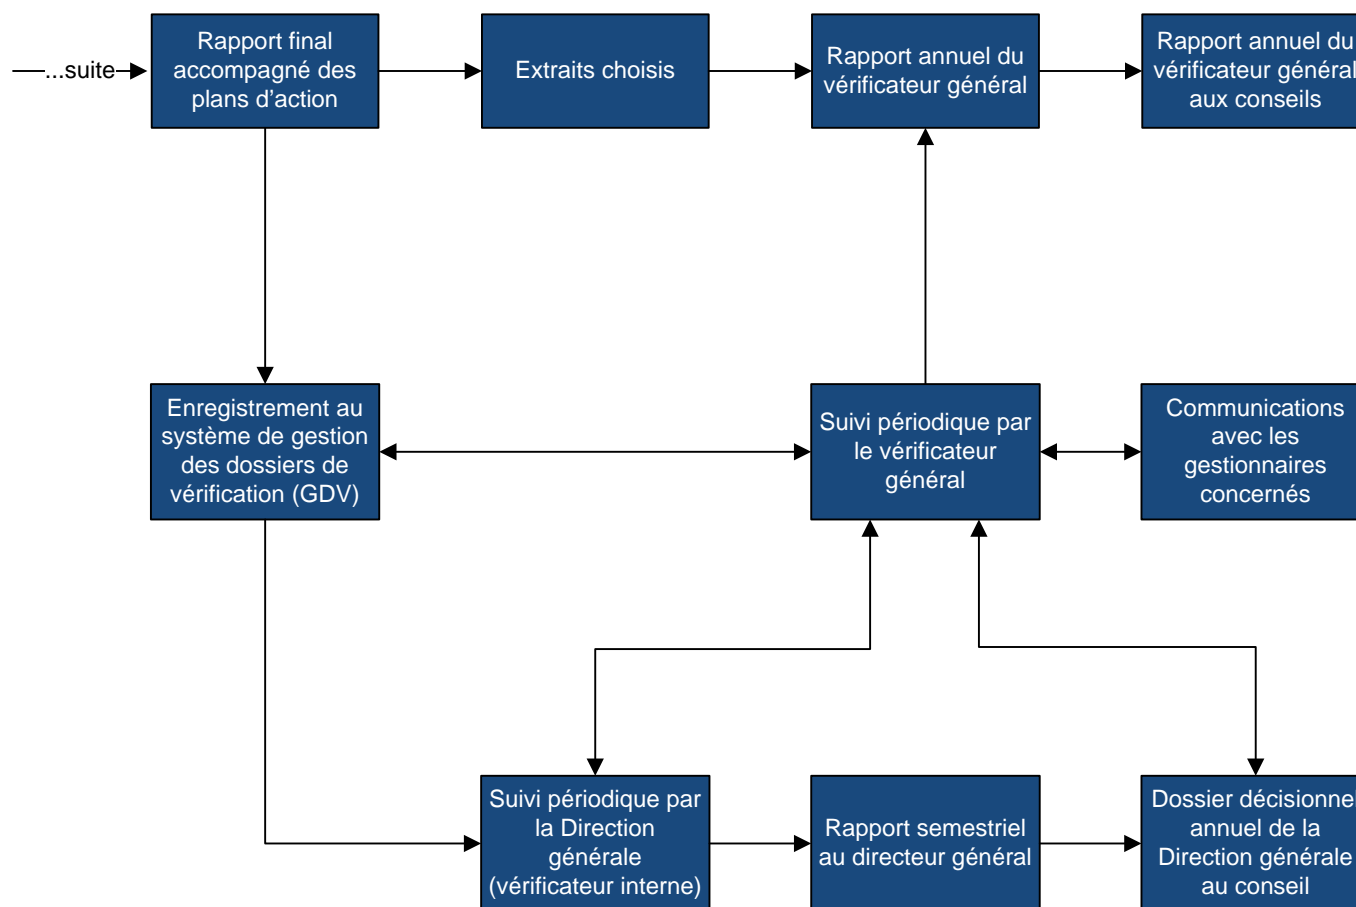 ...suite
Rapport final
accompagné des
plans d’action
Extraits choisis
Rapport annuel du
vérificateur général
Rapport annuel du
vérificateur général
aux conseils
Enregistrement au
système de gestion
des dossiers de
vérification (GDV)
Suivi périodique par
le vérificateur
général
Communications
avec les
gestionnaires
concernés
Suivi périodique par
la Direction
générale
(vérificateur interne)
Rapport semestriel
au directeur général
Dossier décisionnel
annuel de la
Direction générale
au conseil